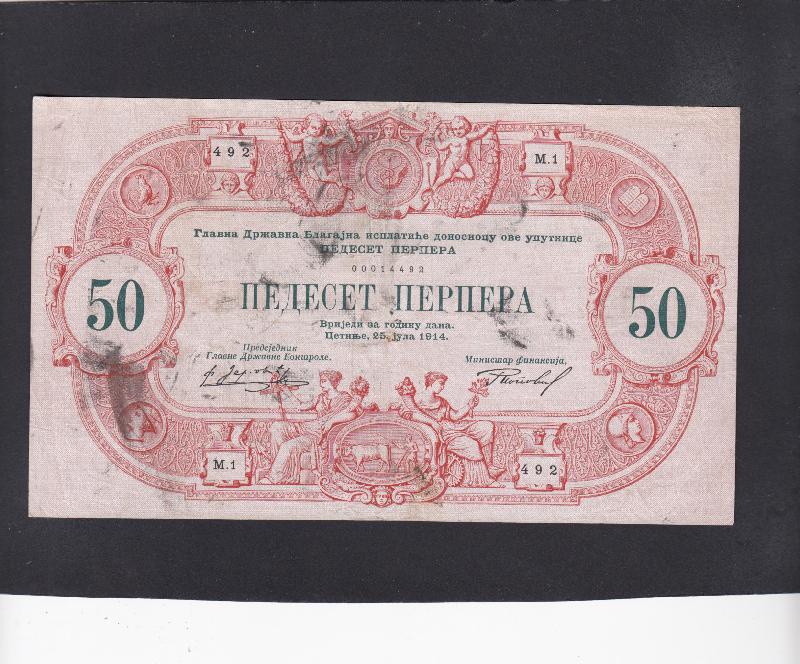 492
М.1
Главна Државна Благајна исплатиће доносиоцу ове упутнице
ПЕДЕСЕТ ПЕРПЕРА
00014492
50
ПЕДЕСЕТ ПЕРПЕРА
50
Вриједи за годину дана.
Цетиње, 25. јула 1914.
Предсједник
Главне Државне Контроле.
Министар финансија,
М.1
492